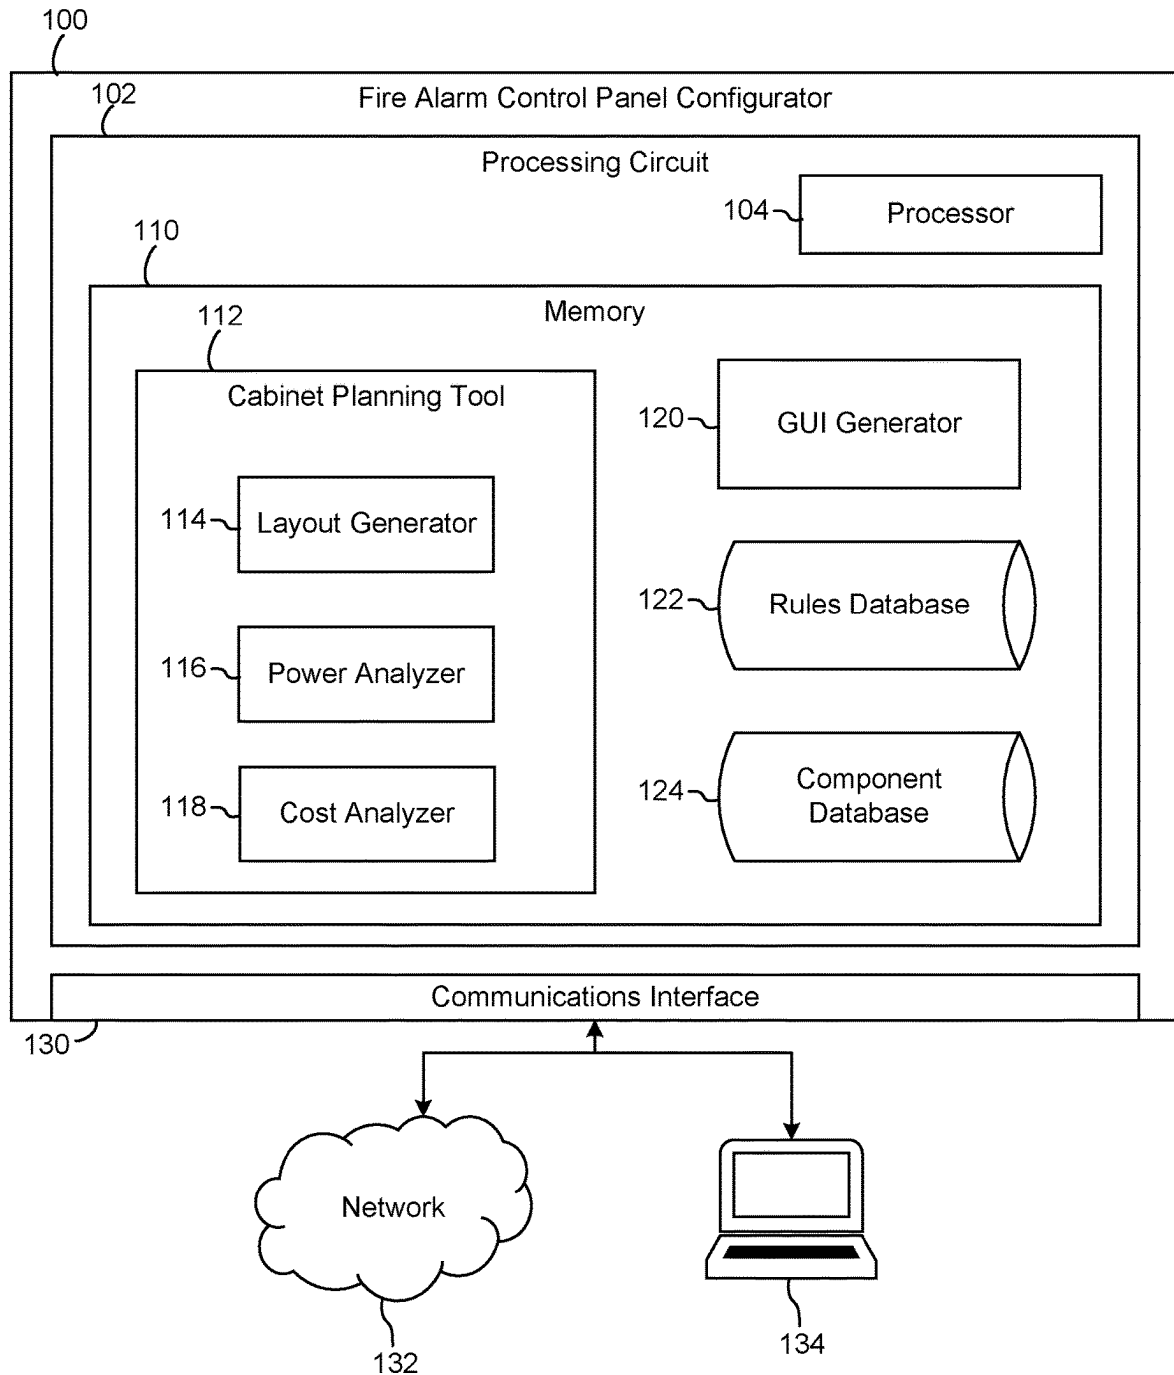 100
Fire Alarm Control Panel Configurator
102
Processing Circuit
104
Processor
110
Memory
112
Cabinet Planning Tool
120
GUI Generator
114
Layout Generator
122
Rules Database
116
Power Analyzer
124
Component
Database
118
Cost Analyzer
Communications Interface
130
Network
132
134